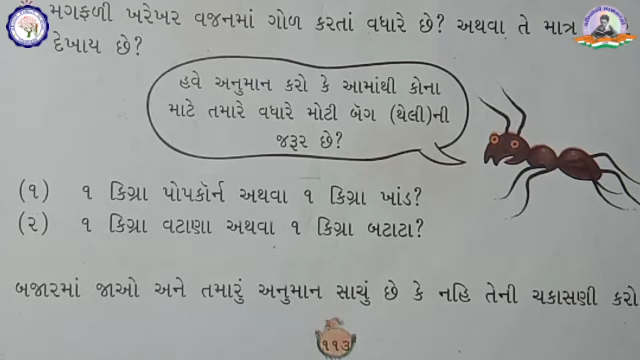 મગફળી ખરેખર વજનમાં ગોળ કરતાં વધારે છે? અથવા તે માત્ર
દેખાય છે?
હવે અનુમાન કરો કે આમાંથી કોના
માટે તમારે વધારે મોટી બૅગ (થેલી)ની
જરૂર છે?
(૧) ૧ કિગ્રા પોપકૉર્ન અથવા ૧ કિગ્રા ખાંડ?
(૨) ૧ કિગ્રા વટાણા અથવા ૧ કિગ્રા બટાટા?
બજારમાં જાઓ અને તમારું અનુમાન સાચું છે કે નહિ તેની ચકાસણી કરો
૧૧૩